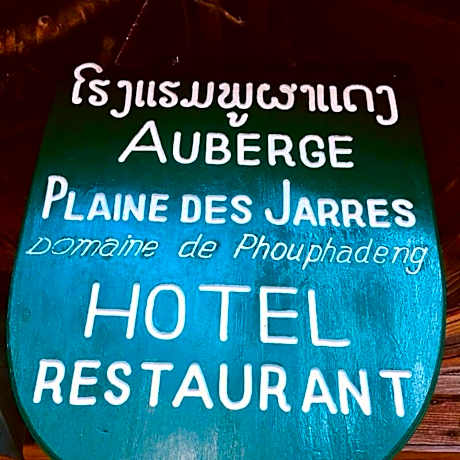 ໂຮງແຮມພູຜາແດງ
AUBERGE
PLAINE DES JARRES
Domaine de Phouphadeng
HOTEL
RESTAURANT